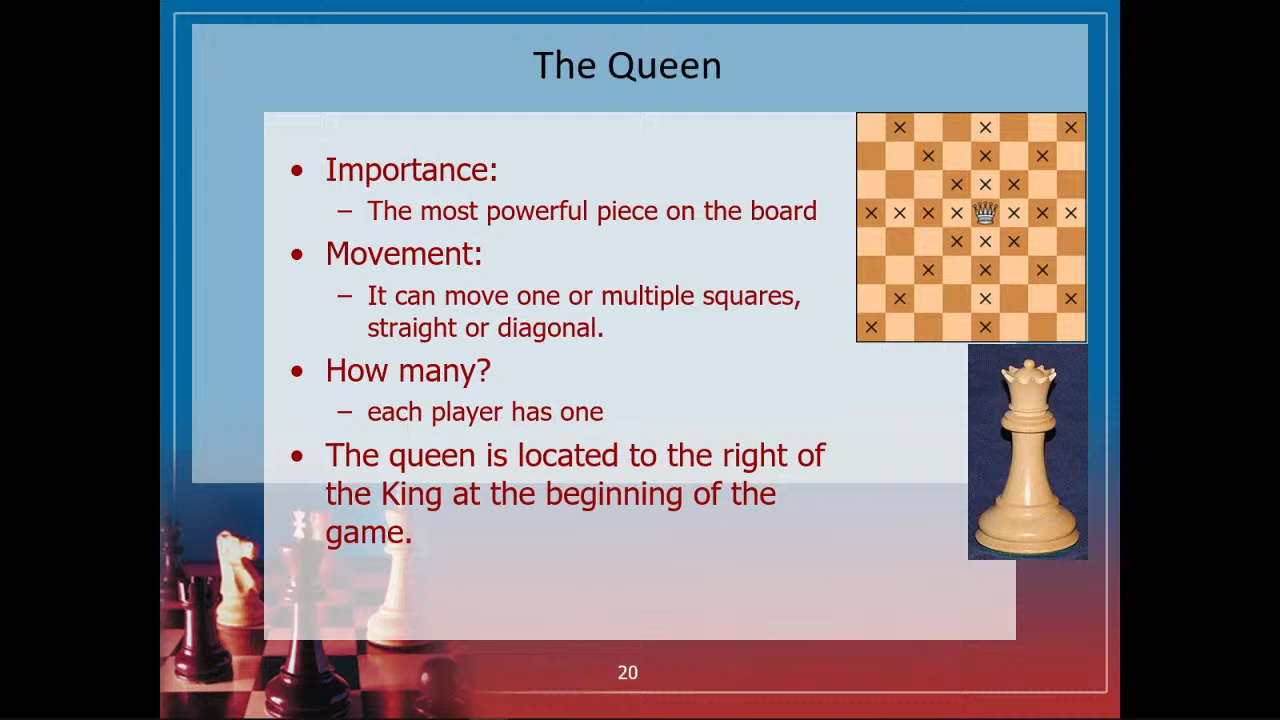 The Queen
• Importance:
– The most powerful piece on the board
• Movement:
– It can move one or multiple squares,
straight or diagonal.
• How many?
– each player has one
• The queen is located to the right of
the King at the beginning of the
game.
20